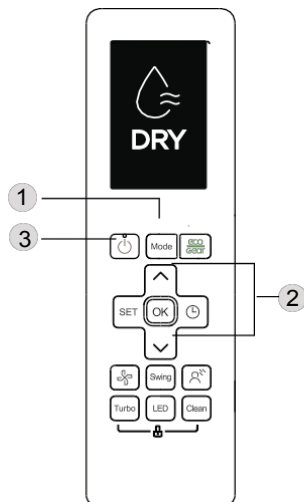 DRY
1
3
Mode
eco
GEAR
2
SET OK
Swing
Turbo LED Clean